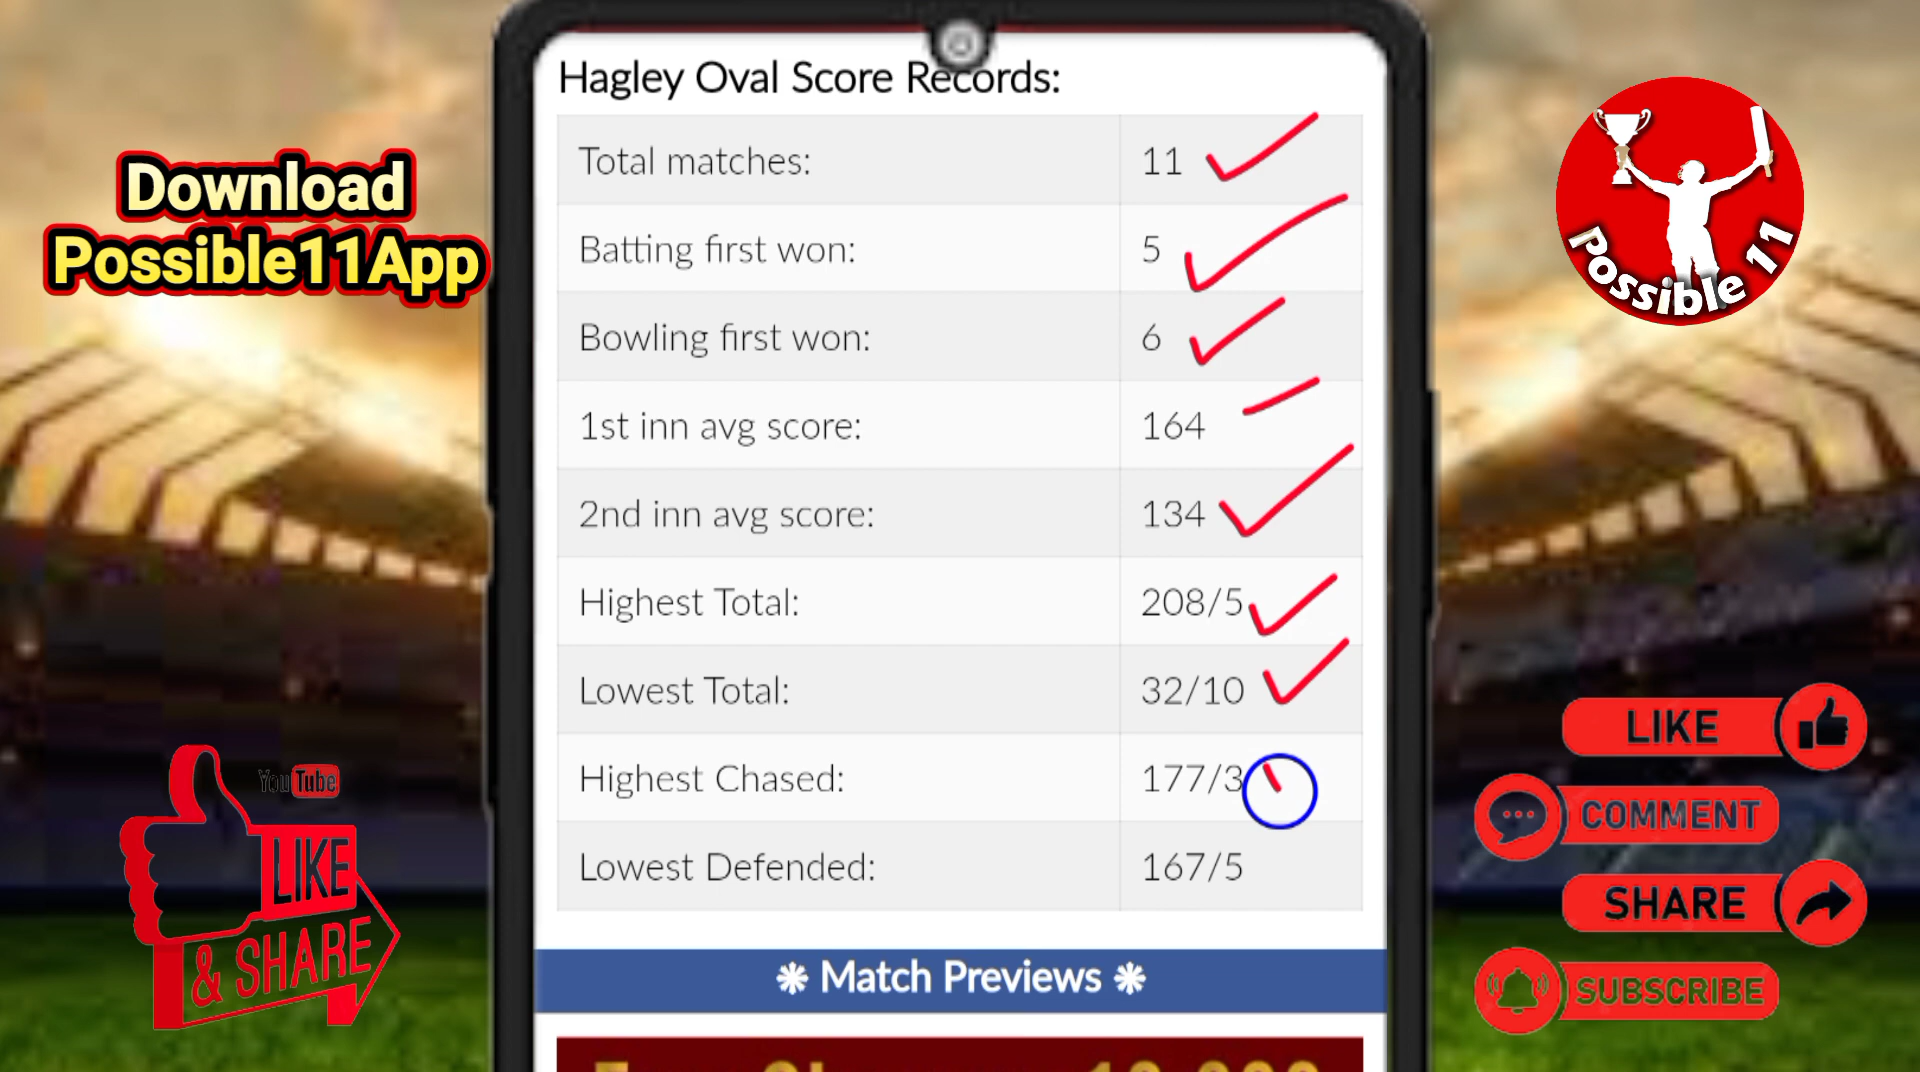 Hagley Oval Score Records:
Total matches: 11
Batting first won: 5
Bowling first won: 6
1st inn avg score: 164
2nd inn avg score: 134
Highest Total: 208/5
Lowest Total: 32/10
Highest Chased: 177/3
Lowest Defended: 167/5
❋ Match Previews ❋
Download
Possible11App
Possible 11
YouTube
LIKE
& SHARE
LIKE
COMMENT
SHARE
SUBSCRIBE